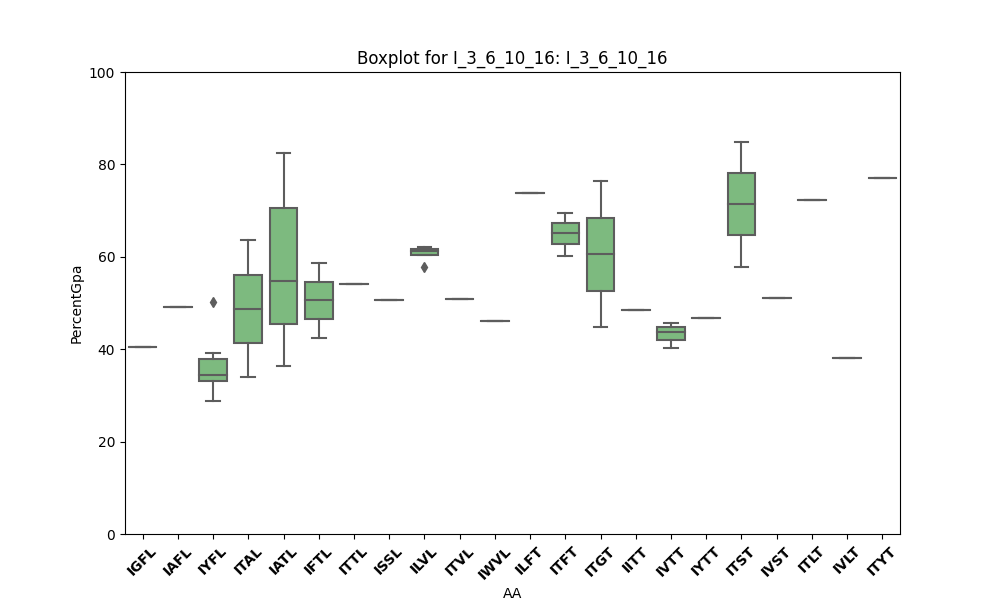 Boxplot for I_3_6_10_16: I_3_6_10_16
PercentGpa
100
80
60
40
20
0
IGFL IAFL IYFL ITAL IATL IFTL ITTL ISSL ILVL ITVL IWVL ILFT ITFT ITGT IITT IVTT IYTT ITST IVST ITLT IVLT ITYT
AA